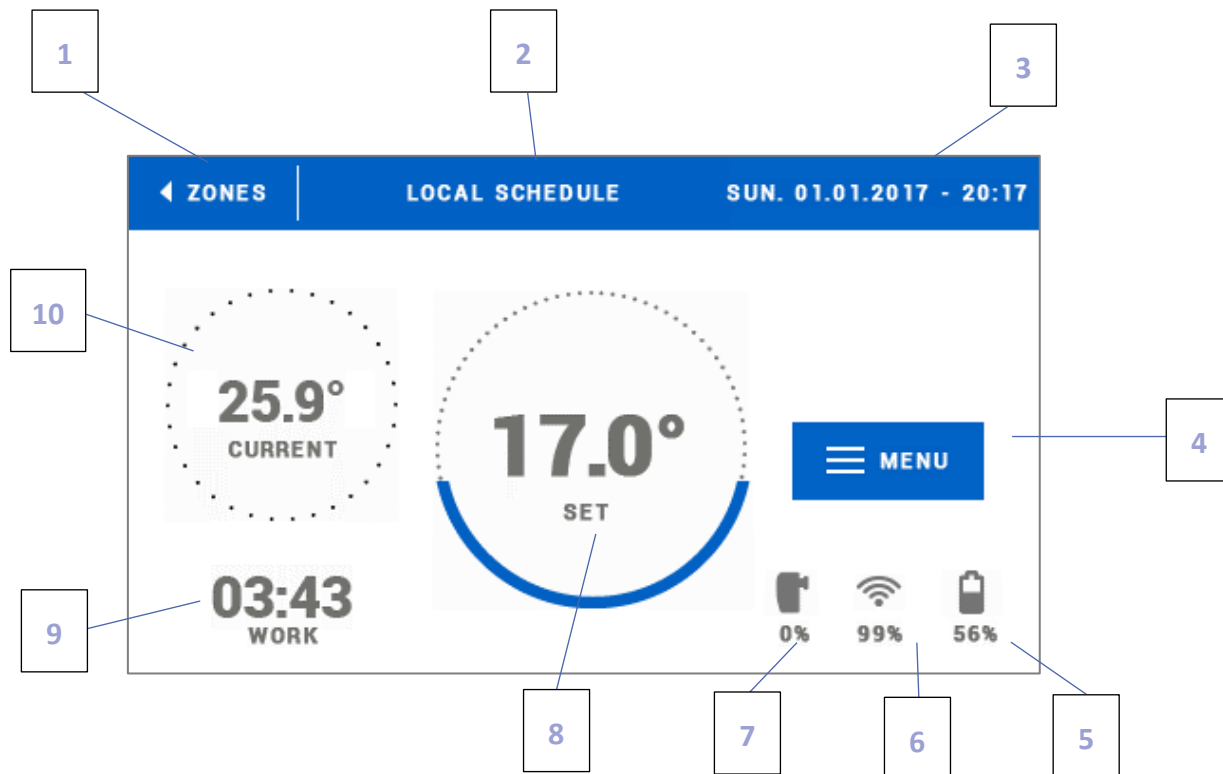 1
2
3
ZONES
LOCAL SCHEDULE
SUN. 01.01.2017 - 20:17
10
25.9°
CURRENT
17.0°
SET
MENU
4
03:43
WORK
0%
99%
56%
9
8
7
6
5